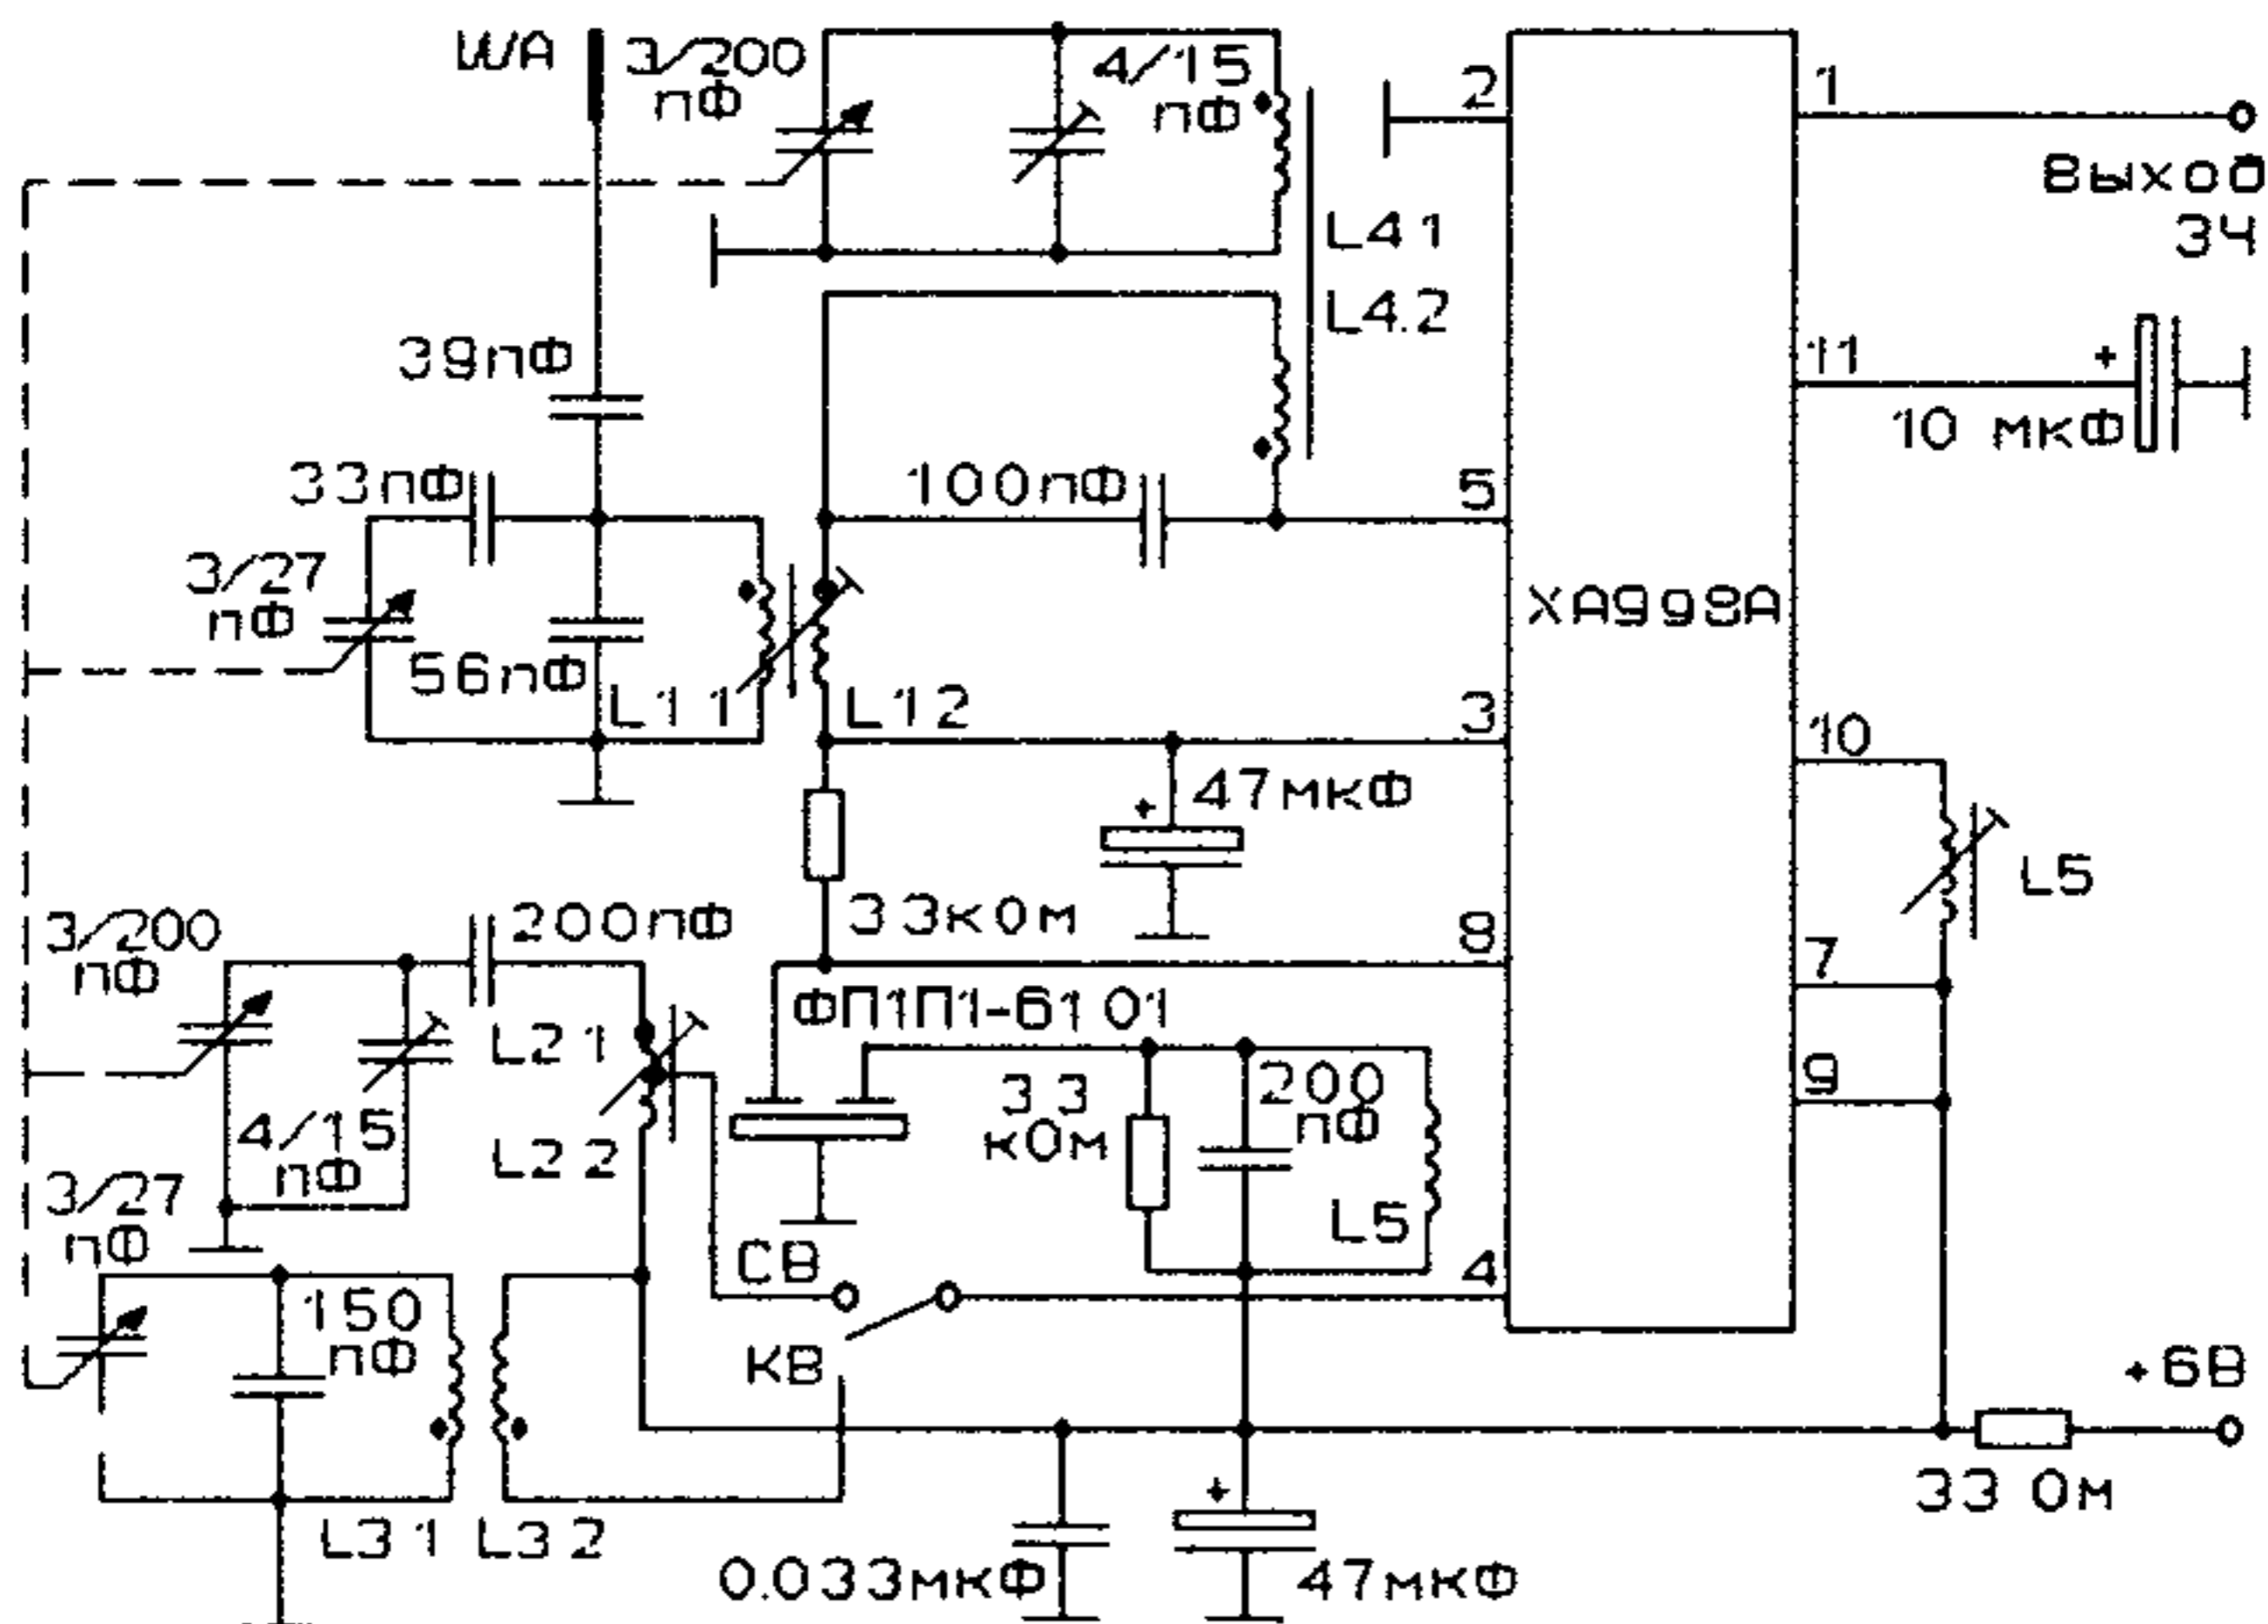 WA
3/200
пФ
4/15
пФ
2
1
Выход
ЗЧ
L4 1
L4.2
39пФ
11
+
10 мкФ
33пФ
100пФ
5
3/27
пФ
ХА998А
56пФ
L1 1
L1 2
3
10
+
47мкФ
L5
3/200
пФ
200пФ
33кОм
8
7
ФП1П1-61 01
L2 1
9
3 3
кОм
200
пФ
4/15
пФ
L2 2
3/27
пФ
L5
СВ
4
150
пФ
КВ
+6В
33 Ом
+
L3 1
L3 2
0.033мкФ
47мкФ